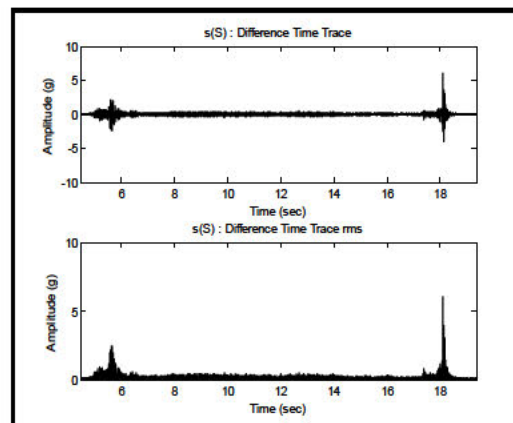 s(S) : Difference Time Trace
10
5
0
-5
-10
Amplitude (g)
6 8 10 12 14 16 18
Time (sec)
s(S) : Difference Time Trace rms
10
5
0
Amplitude (g)
6 8 10 12 14 16 18
Time (sec)